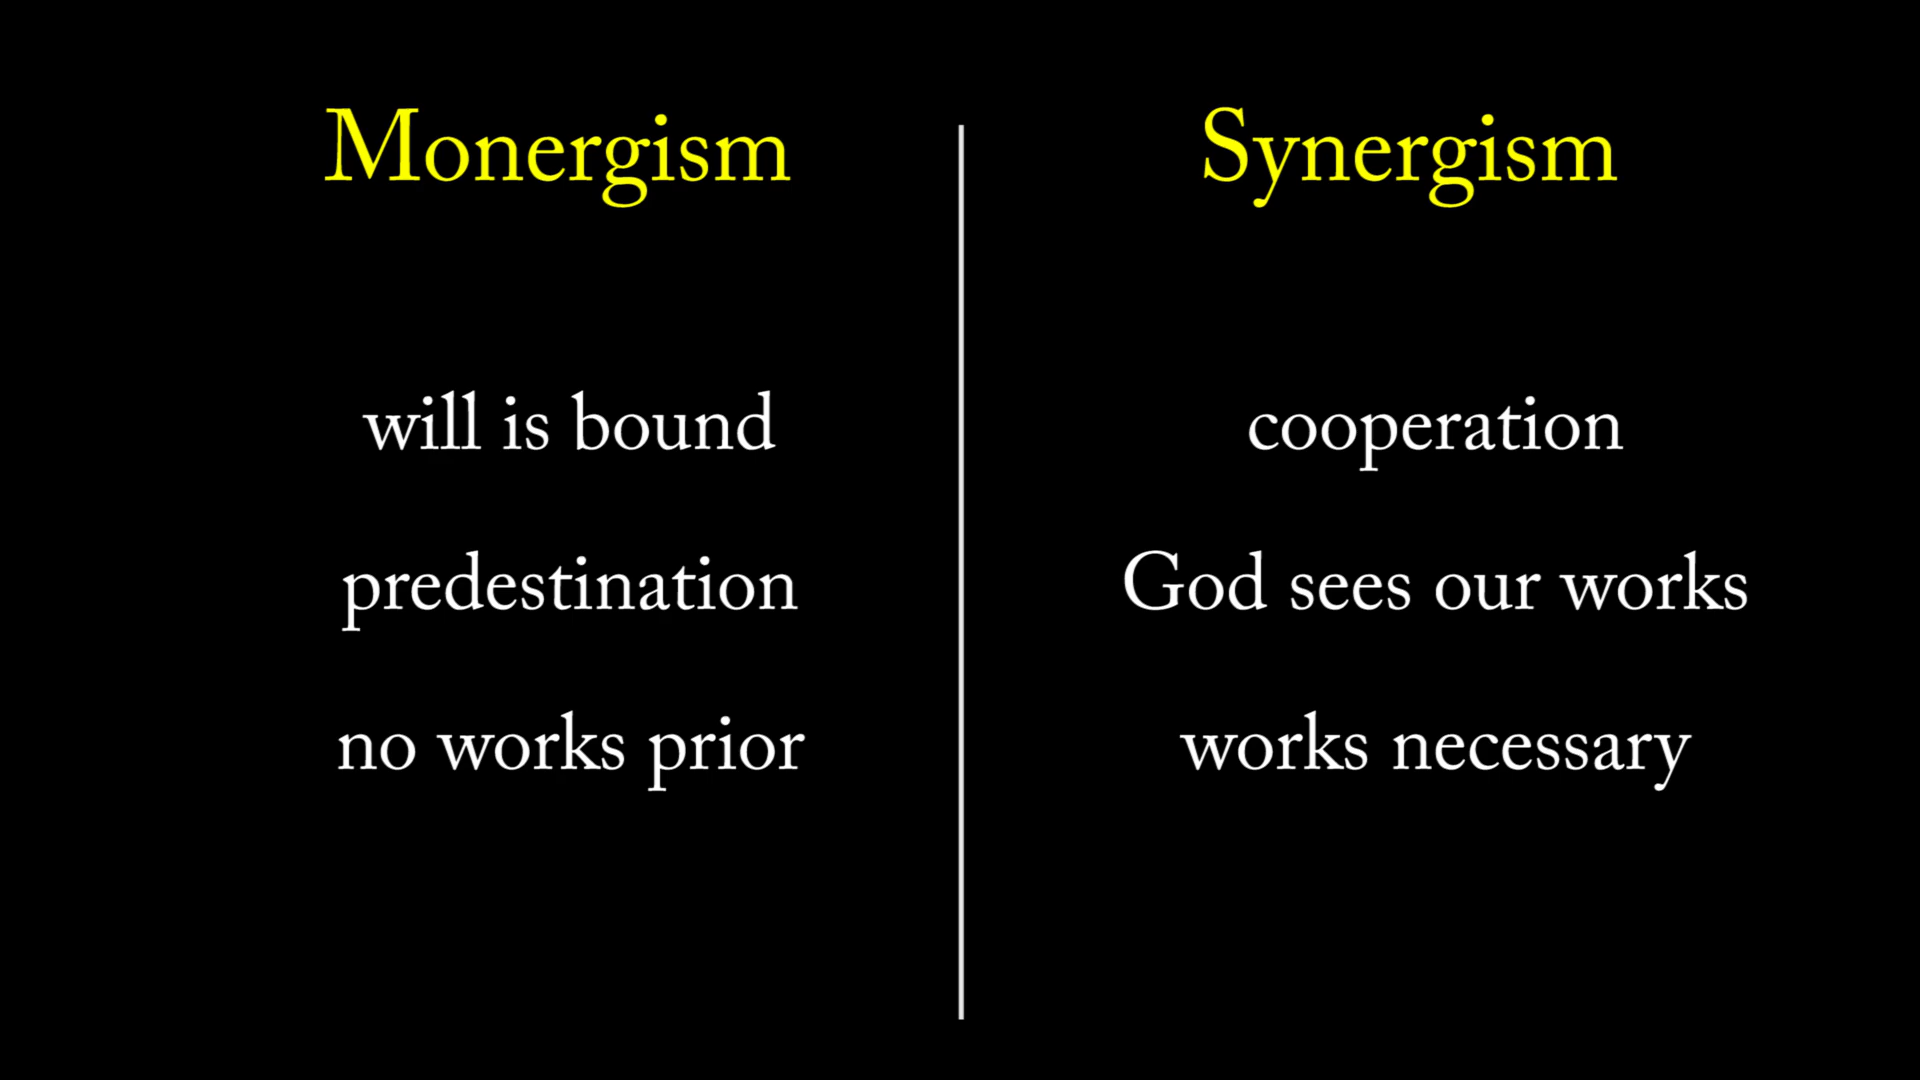 Monergism
will is bound
predestination
no works prior
Synergism
cooperation
God sees our works
works necessary